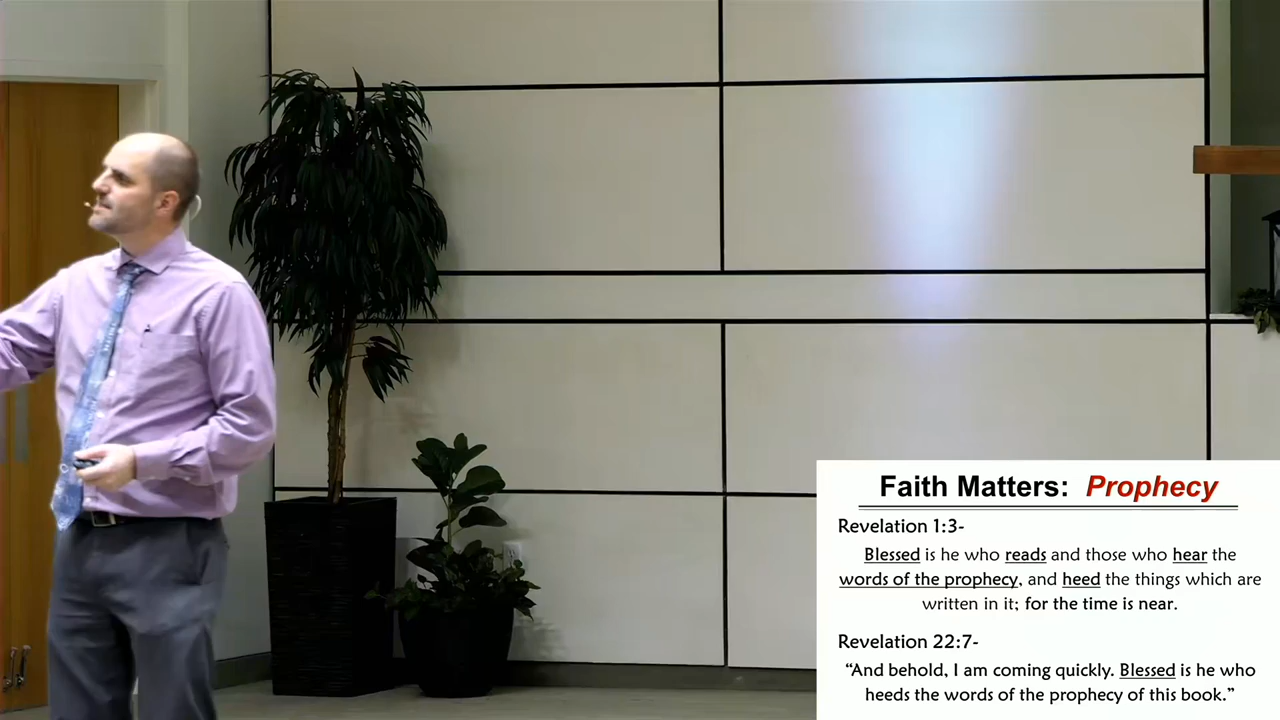 Faith Matters: Prophecy
Revelation 1:3-
Blessed is he who reads and those who hear the
words of the prophecy, and heed the things which are
written in it; for the time is near.
Revelation 22:7-
“And behold, I am coming quickly. Blessed is he who
heeds the words of the prophecy of this book.”